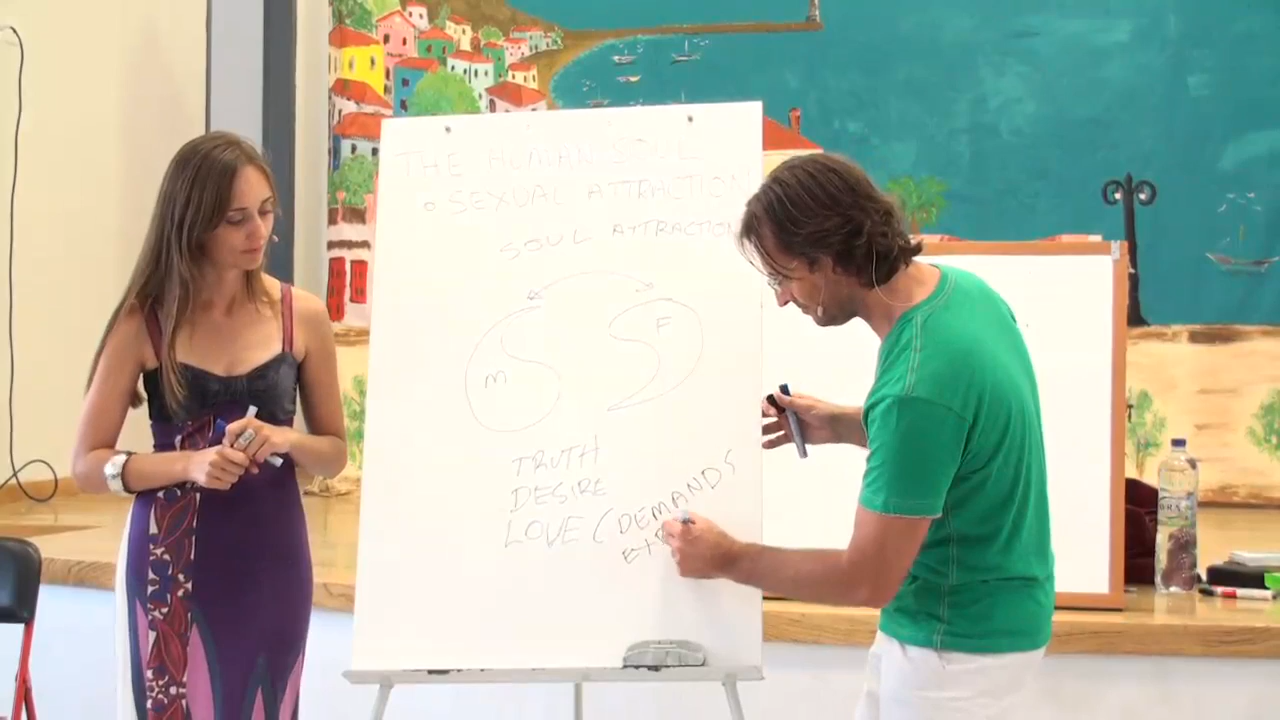 THE HUMAN SOUL
o SEXUAL ATTRACTION
SOUL ATTRACTION
M
F
TRUTH
DESIRE
LOVE (DEMANDS